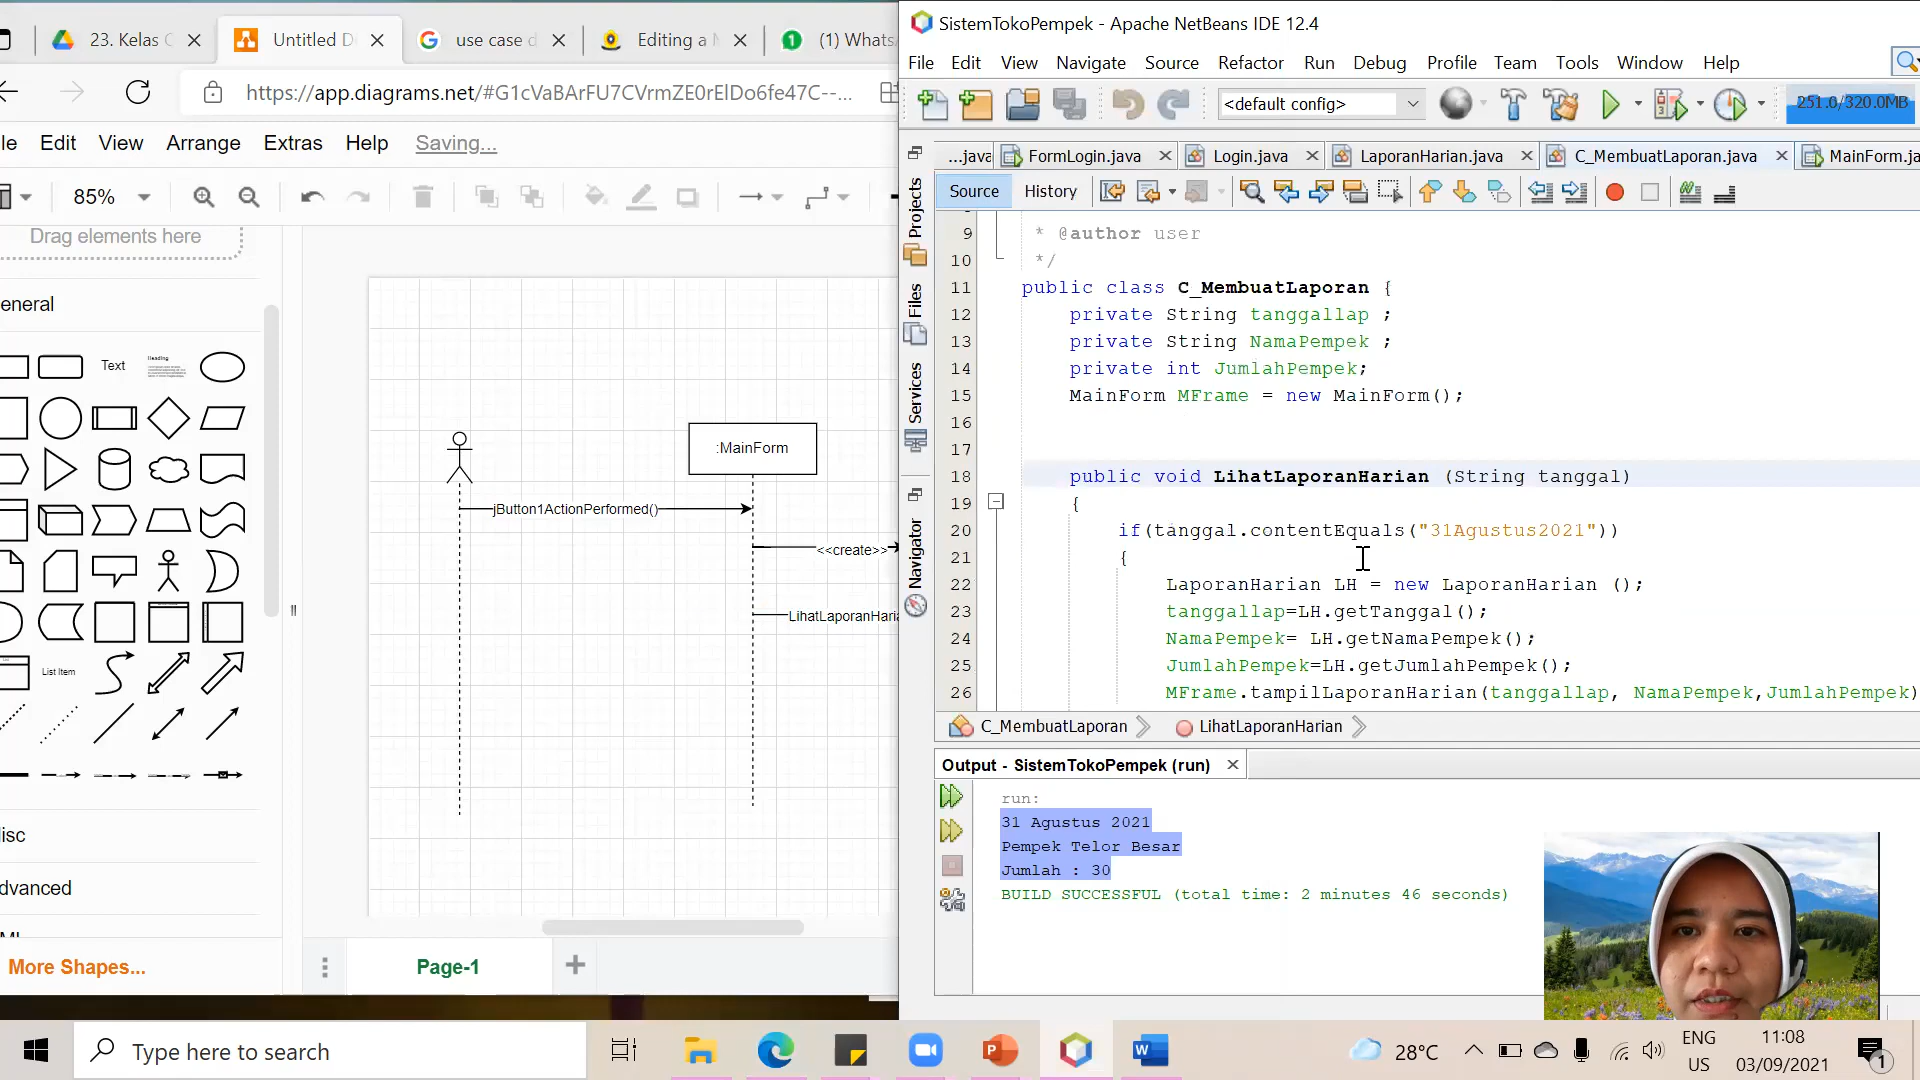 23. Kelas C
Untitled D
use case d
Editing a
(1) Whats
https://app.diagrams.net/#G1cVaBArFU7CVrmZE0rElDo6fe47C--...
le Edit View Arrange Extras Help Saving...
85%
Drag elements here
eneral
Text
Heading
List Item
isc
dvanced
More Shapes...
:MainForm
jButton1ActionPerformed()
<<create>>
LihatLaporanHaria
Page-1
SistemTokoPempek - Apache NetBeans IDE 12.4
File Edit View Navigate Source Refactor Run Debug Profile Team Tools Window Help
<default config>
251.0/320.0MB
...java
FormLogin.java
Login.java
LaporanHarian.java
C_MembuatLaporan.java
MainForm.ja
Source History
Projects
Files
Services
Navigator
9 * @author user
10 */
11 public class C_MembuatLaporan {
12 private String tanggallap ;
13 private String NamaPempek ;
14 private int JumlahPempek;
15 MainForm MFrame = new MainForm();
16
17
18 public void LihatLaporanHarian (String tanggal)
19 {
20 if(tanggal.contentEquals("31Agustus2021"))
21 {
22 LaporanHarian LH = new LaporanHarian ();
23 tanggallap=LH.getTanggal();
24 NamaPempek= LH.getNamaPempek();
25 JumlahPempek=LH.getJumlahPempek();
26 MFrame.tampilLaporanHarian(tanggallap, NamaPempek,JumlahPempek)
C_MembuatLaporan
LihatLaporanHarian
Output - SistemTokoPempek (run)
run:
31 Agustus 2021
Pempek Telor Besar
Jumlah : 30
BUILD SUCCESSFUL (total time: 2 minutes 46 seconds)
Type here to search
28°C
ENG
US
11:08
03/09/2021
1